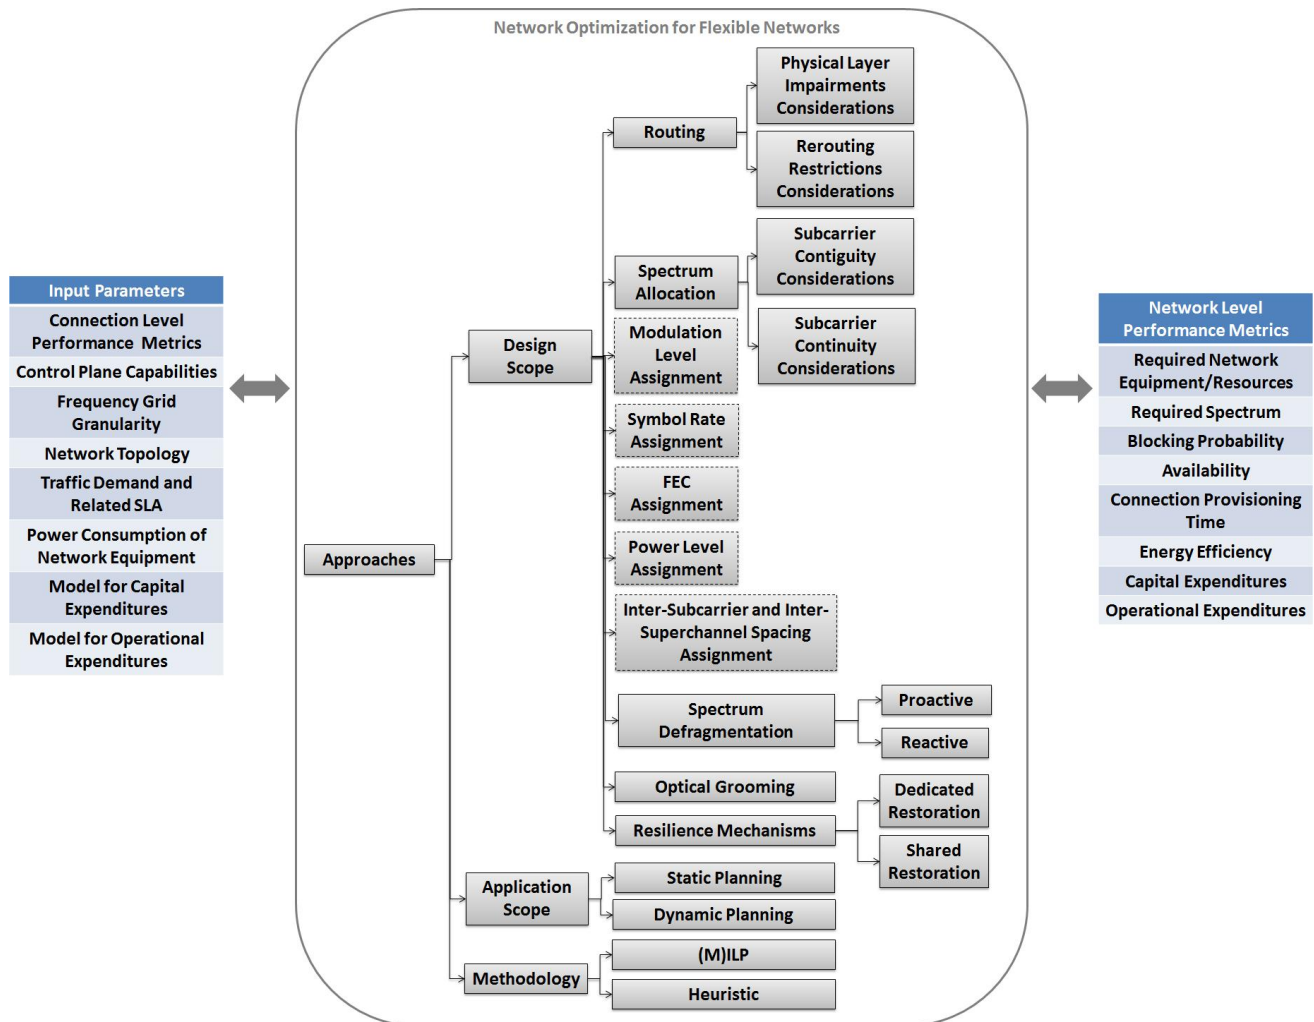 Network Optimization for Flexible Networks
Input Parameters
Connection Level
Performance Metrics
Control Plane Capabilities
Frequency Grid
Granularity
Network Topology
Traffic Demand and
Related SLA
Power Consumption of
Network Equipment
Model for Capital
Expenditures
Model for Operational
Expenditures
Approaches
Design
Scope
Routing
Physical Layer
Impairments
Considerations
Rerouting
Restrictions
Considerations
Spectrum
Allocation
Subcarrier
Contiguity
Considerations
Subcarrier
Continuity
Considerations
Modulation
Level
Assignment
Symbol Rate
Assignment
FEC
Assignment
Power Level
Assignment
Inter-Subcarrier and Inter-
Superchannel Spacing
Assignment
Spectrum
Defragmentation
Proactive
Reactive
Optical Grooming
Resilience Mechanisms
Dedicated
Restoration
Shared
Restoration
Application
Scope
Static Planning
Dynamic Planning
Methodology
(M)ILP
Heuristic
Network Level
Performance Metrics
Required Network
Equipment/Resources
Required Spectrum
Blocking Probability
Availability
Connection Provisioning
Time
Energy Efficiency
Capital Expenditures
Operational Expenditures